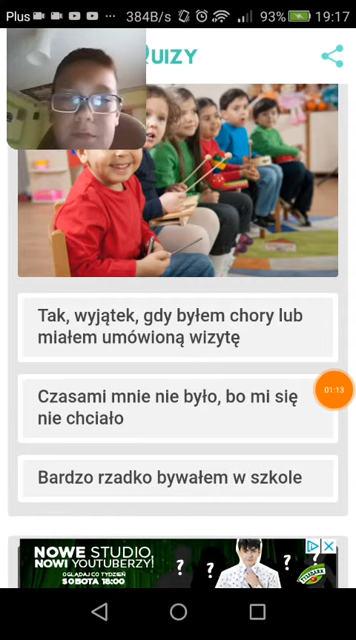 Plus ... 384B/s 93% 19:17
QUIZY
Tak, wyjątek, gdy byłem chory lub
miałem umówioną wizytę
Czasami mnie nie było, bo mi się
nie chciało
01:13
Bardzo rzadko bywałem w szkole
NOWE STUDIO,
NOWI YOUTUBERZY!
OGLĄDAJ CO TYDZIEŃ
SOBOTA 18:00
? ? ? ?